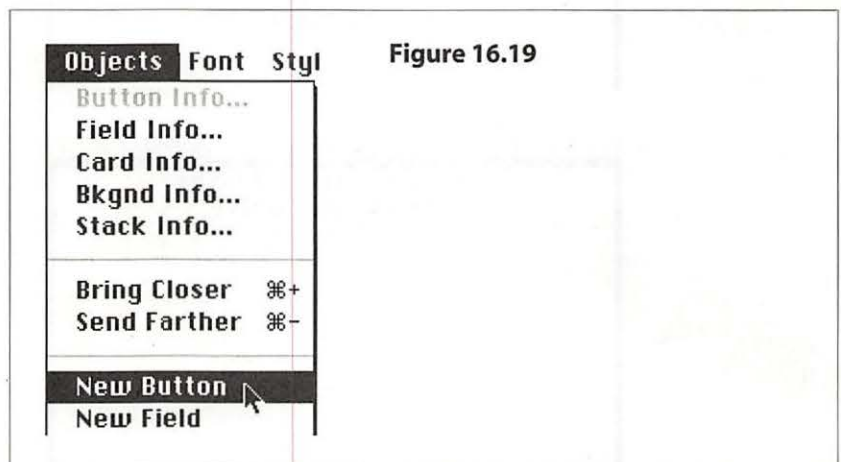 Objects Font Styl
Figure 16.19
Button Info...
Field Info...
Card Info...
Bkgnd Info...
Stack Info...
Bring Closer ⌘+
Send Farther ⌘-
New Button
New Field